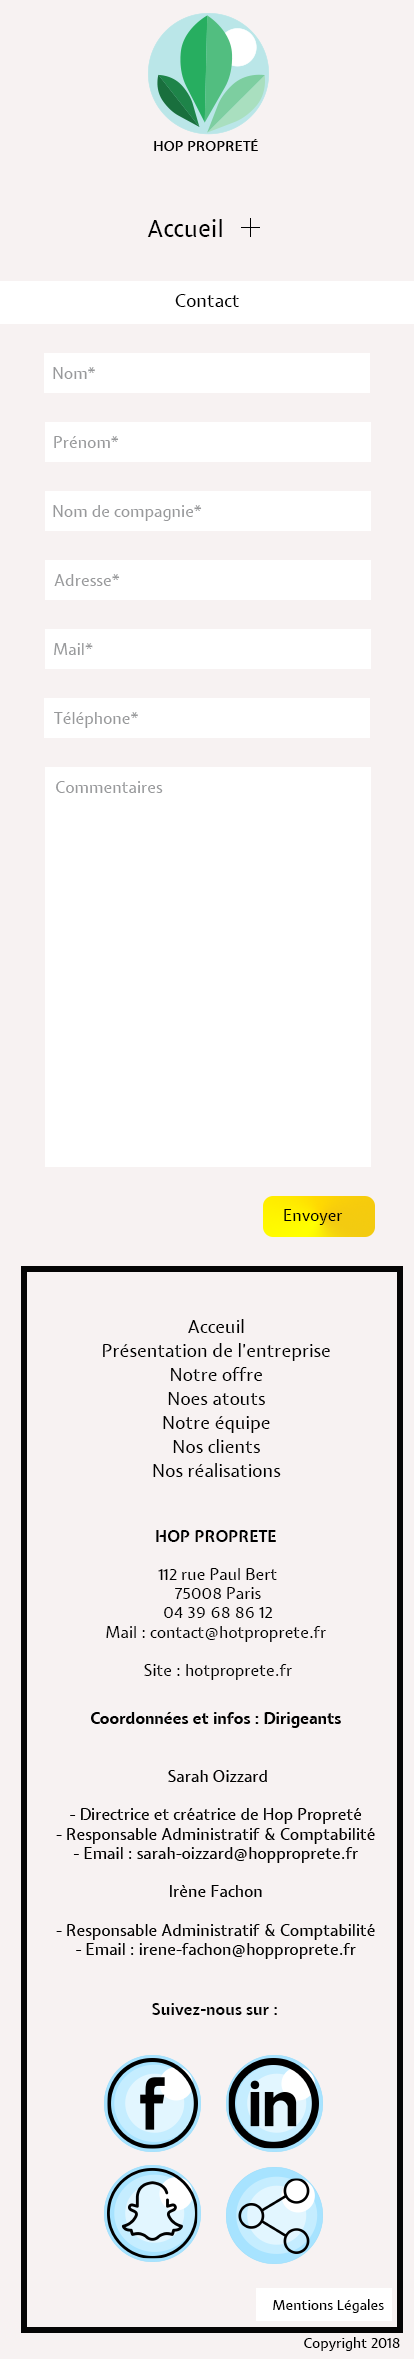 HOP PROPRETÉ
Accueil +
Contact
Nom*
Prénom*
Nom de compagnie*
Adresse*
Mail*
Téléphone*
Commentaires
Envoyer
Acceuil
Présentation de l'entreprise
Notre offre
Noes atouts
Notre équipe
Nos clients
Nos réalisations
HOP PROPRETE
112 rue Paul Bert
75008 Paris
04 39 68 86 12
Mail : contact@hotproprete.fr
Site : hotproprete.fr
Coordonnées et infos : Dirigeants
Sarah Oizzard
- Directrice et créatrice de Hop Propreté
- Responsable Administratif & Comptabilité
- Email : sarah-oizzard@hopproprete.fr
Irène Fachon
- Responsable Administratif & Comptabilité
- Email : irene-fachon@hopproprete.fr
Suivez-nous sur :
f in
Mentions Légales
Copyright 2018